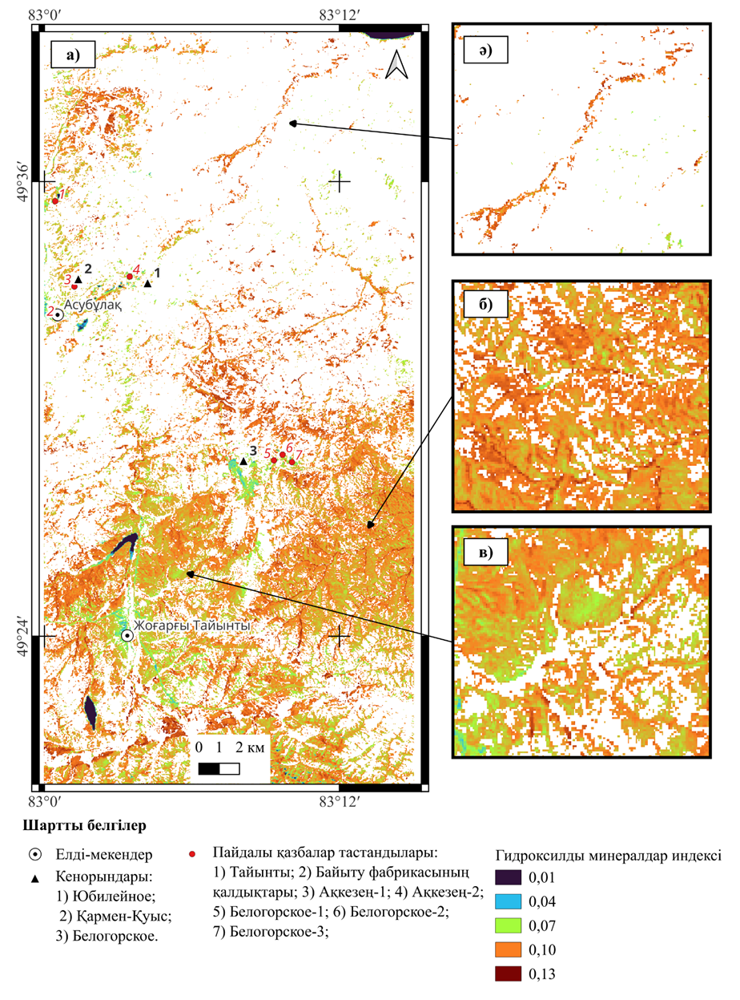 83°0′ 83°12′
а)
ә)
49°36′
1
2
1
4
3
2
Асубұлақ
б)
3
5
6
7
в)
Жоғарғы Тайынты
49°24′
0 1 2 км
83°0′ 83°12′
Шартты белгілер
Елді-мекендер
Кенорындары:
1) Юбилейное;
2) Қармен-Қуыс;
3) Белогорское.
Пайдалы қазбалар тастандылары:
1) Тайынты; 2) Байыту фабрикасының
қалдықтары; 3) Ақкезең-1; 4) Аққезең-2;
5) Белогорское-1; 6) Белогорское-2;
7) Белогорское-3;
Гидроксилды минералдар индексі
0,01
0,04
0,07
0,10
0,13